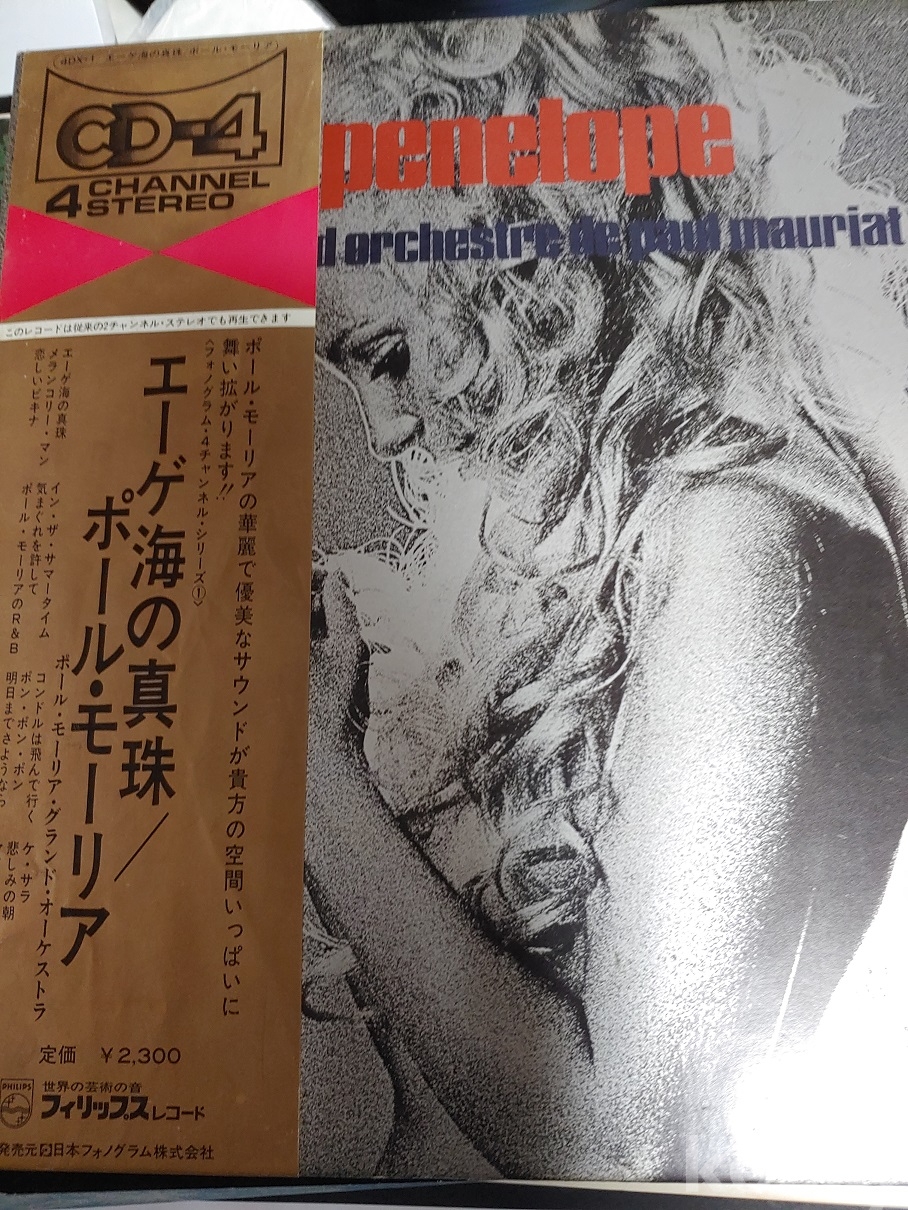 4DX-1 エーゲ海の真珠/ポール・モーリア
CD-4
4 CHANNEL
STEREO
このレコードは従来の2チャンネル・ステレオでも再生できます
penelope
d orchestre de paul mauriat
ポール・モーリアの華麗で優美なサウンドが貴方の空間いっぱいに
舞い拡がります!!
〈フォノグラム・4チャンネル・シリーズ①〉
エーゲ海の真珠/
ポール・モーリア
ポール・モーリア・グランド・オーケストラ
エーゲ海の真珠
メランコリー・マン
悲しいビキナ
イン・ザ・サマータイム
気まぐれを許して
ポール・モーリアのR&B
コンドルは飛んで行く
ボン・ボン・ボン
明日までさようなら
ケ・サラ
悲しみの朝
定価 ¥2,300
PHILIPS
世界の芸術の音
フィリップスレコード
発売元 日本フォノグラム株式会社